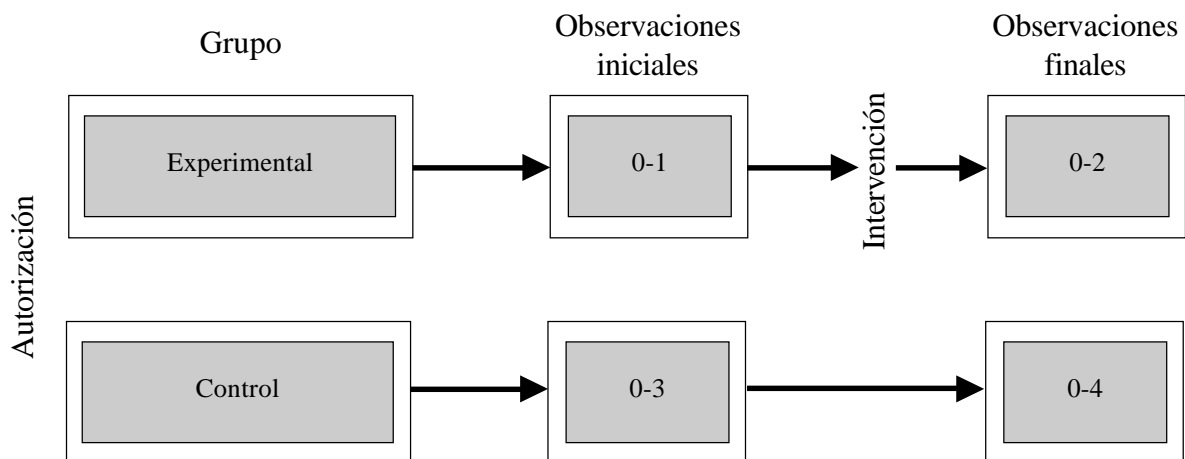 Grupo
Observaciones
iniciales
Observaciones
finales
Autorización
Experimental
0-1
Intervención
0-2
Control
0-3
0-4